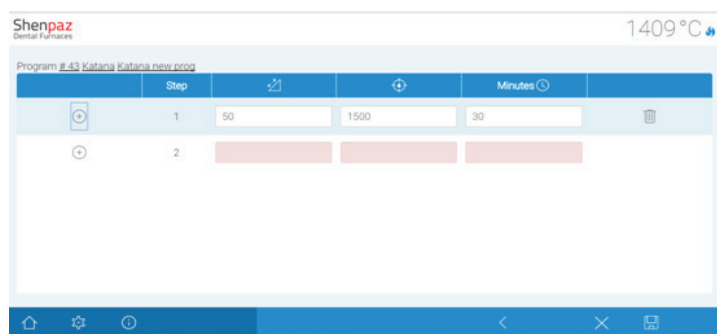 Shenpaz
Dental Furnaces
1409°C
Program # 43 Katana Katana new prog
Step Minutes
1 50 1500 30
2